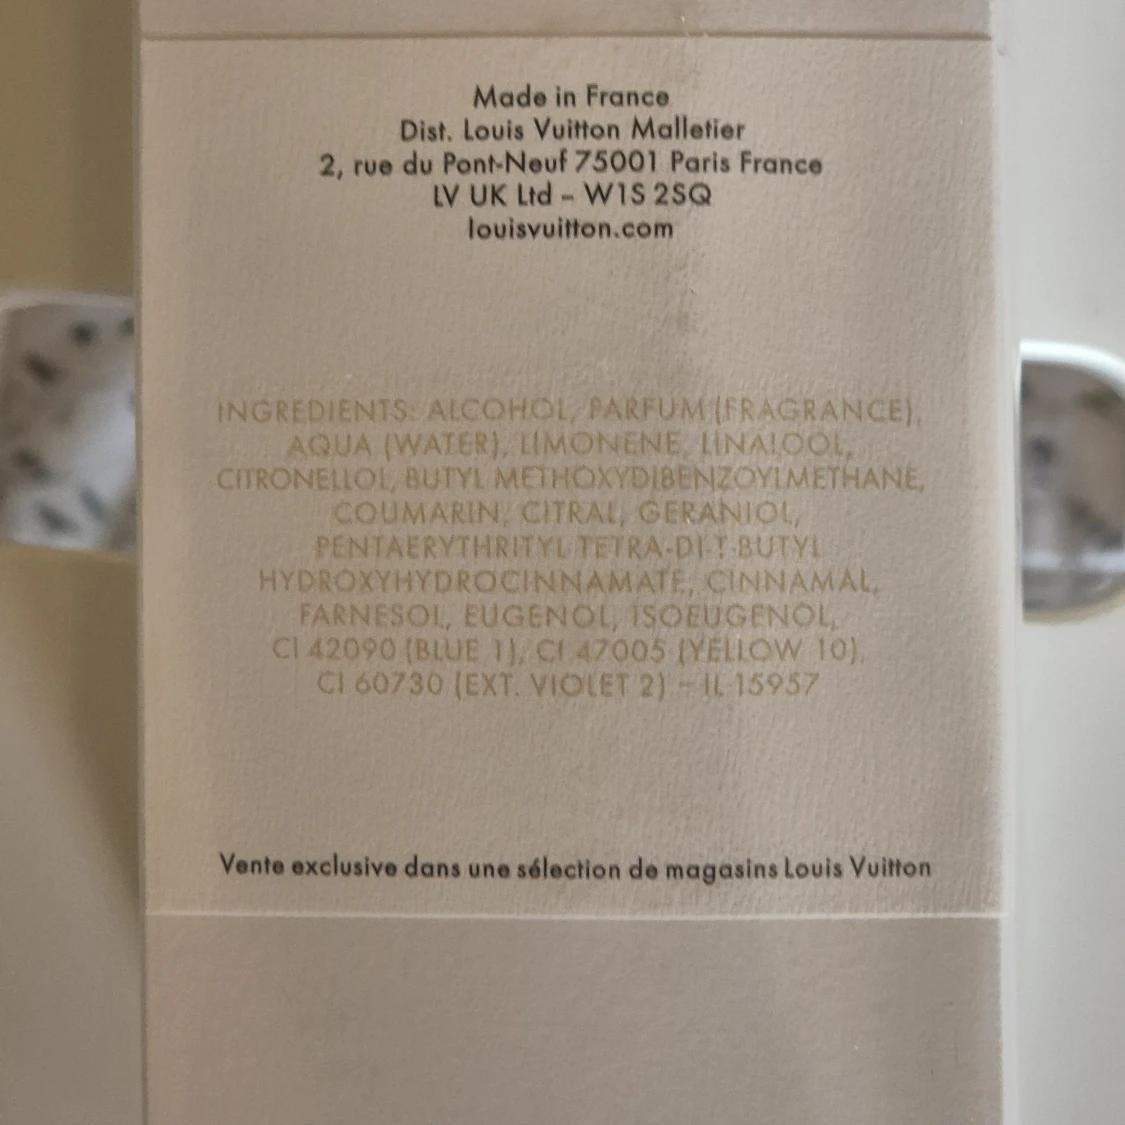 Made in France
Dist. Louis Vuitton Malletier
2, rue du Pont-Neuf 75001 Paris France
LV UK Ltd – W1S 2SQ
louisvuitton.com
INGREDIENTS: ALCOHOL, PARFUM (FRAGRANCE),
AQUA (WATER), LIMONENE, LINALOOL,
CITRONELLOL, BUTYL METHOXYDIBENZOYLMETHANE,
COUMARIN, CITRAL, GERANIOL,
PENTAERYTHRITYL TETRA-DI-T-BUTYL
HYDROXYHYDROCINNAMATE, CINNAMAL,
FARNESOL, EUGENOL, ISOEUGENOL,
CI 42090 (BLUE 1), CI 47005 (YELLOW 10),
CI 60730 (EXT. VIOLET 2) – IL 15957
Vente exclusive dans une sélection de magasins Louis Vuitton